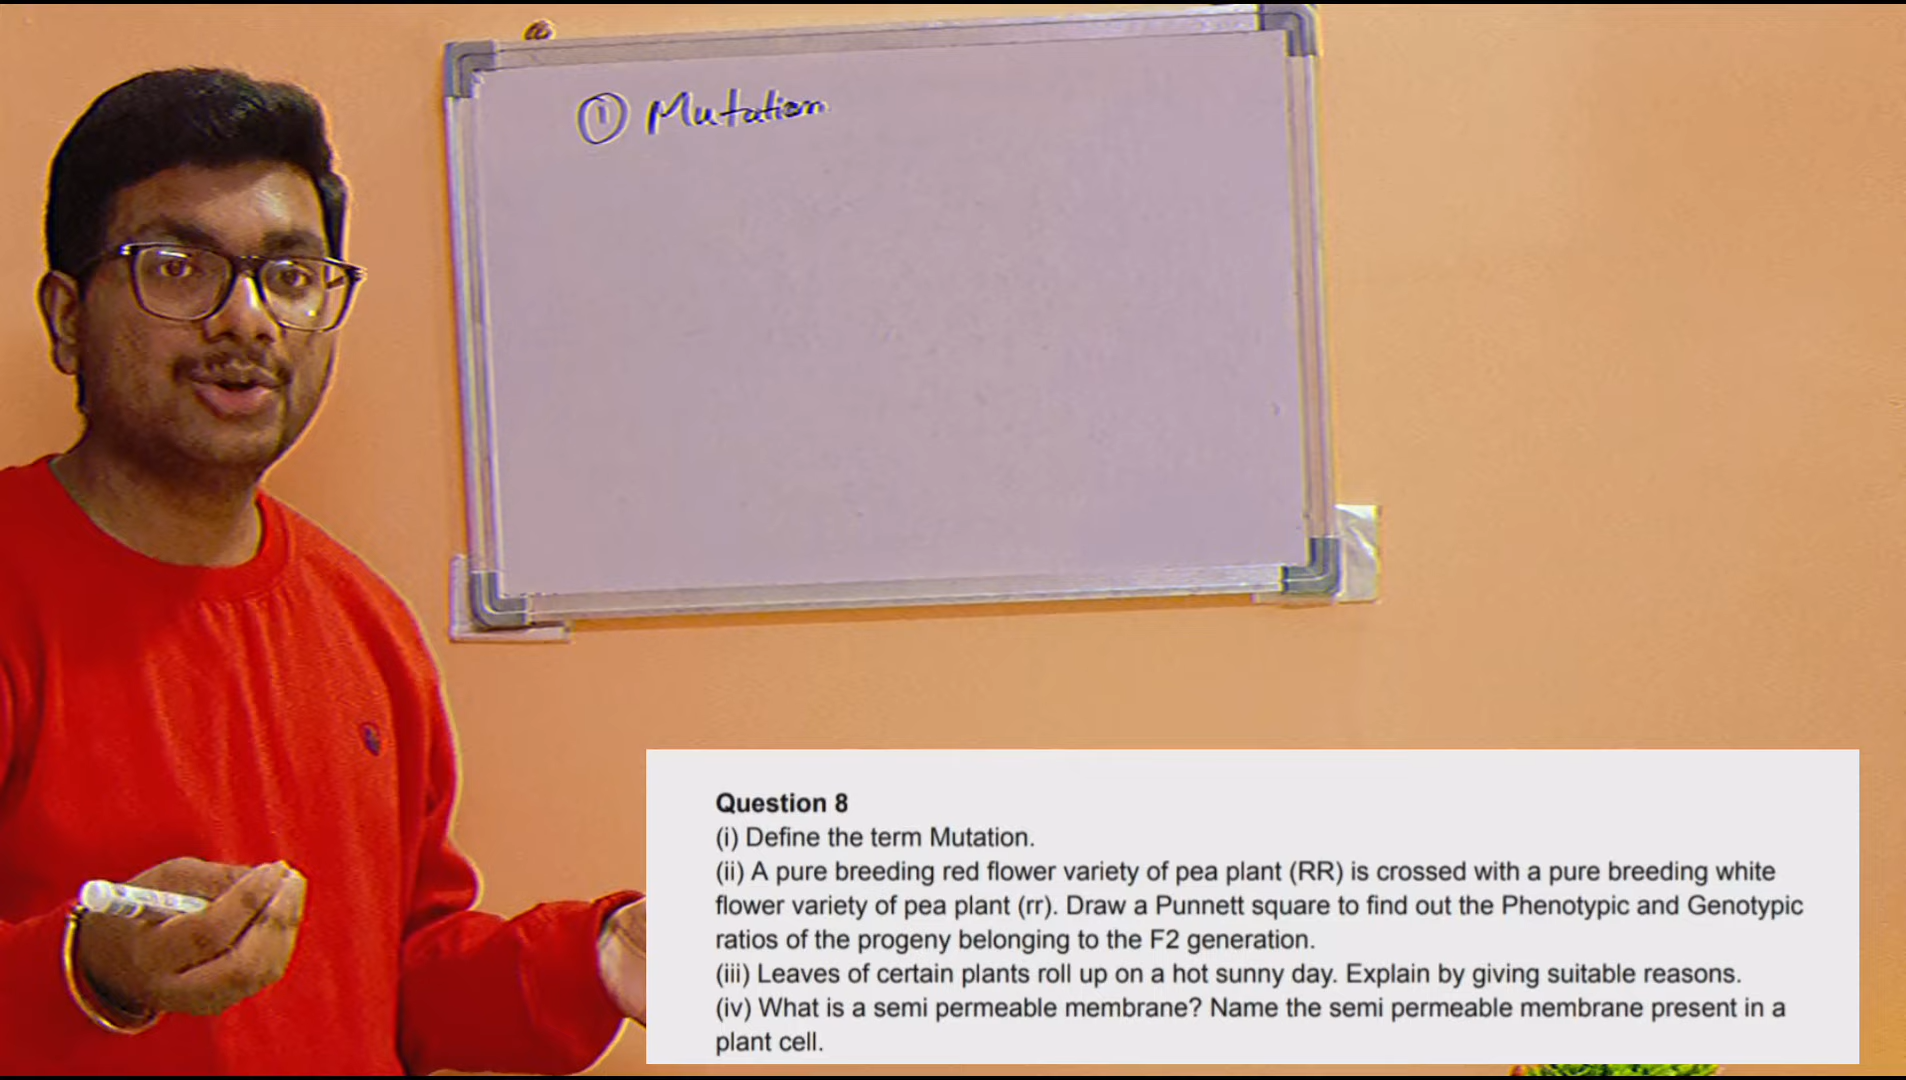 ① Mutation
Question 8
(i) Define the term Mutation.
(ii) A pure breeding red flower variety of pea plant (RR) is crossed with a pure breeding white
flower variety of pea plant (rr). Draw a Punnett square to find out the Phenotypic and Genotypic
ratios of the progeny belonging to the F2 generation.
(iii) Leaves of certain plants roll up on a hot sunny day. Explain by giving suitable reasons.
(iv) What is a semi permeable membrane? Name the semi permeable membrane present in a
plant cell.